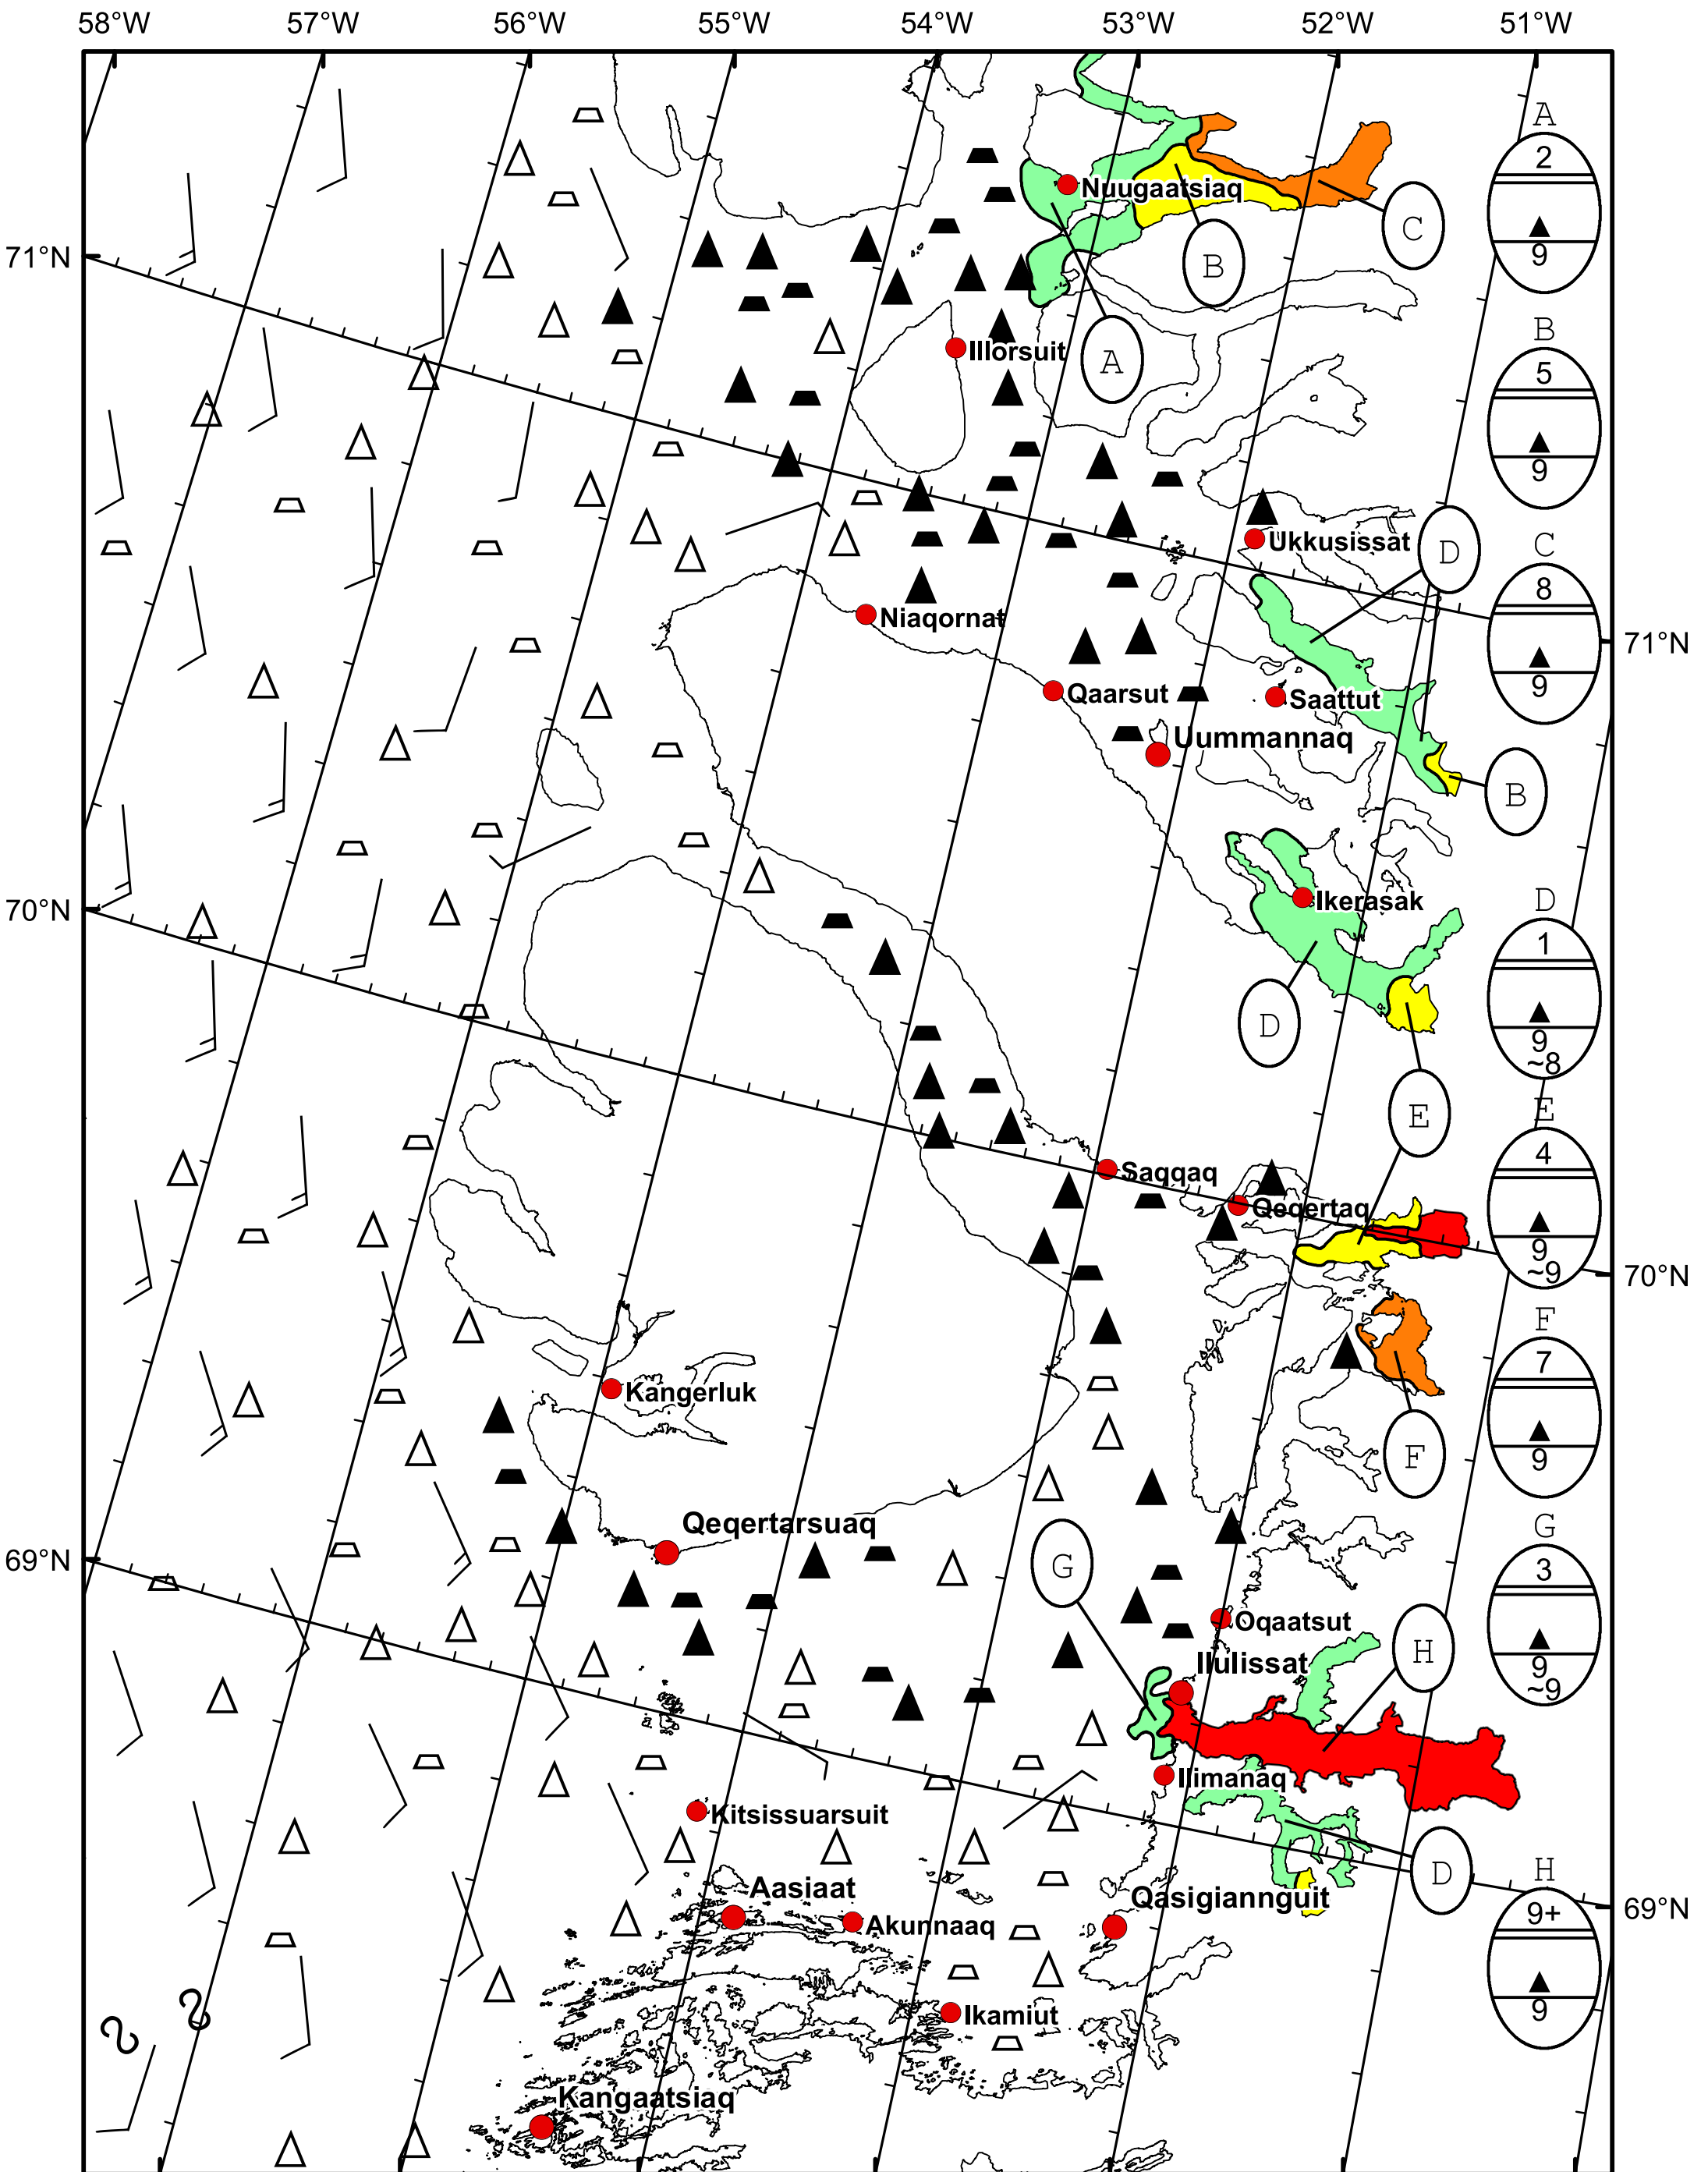 58°W 57°W 56°W 55°W 54°W 53°W 52°W 51°W
A
2
9
Nuugaatsiaq
C
B
71°N
B
5
9
Illorsuit
A
Ukkusissat
D
C
8
9
Niaqornat
71°N
Qaarsut
Saattut
Uummannaq
B
Ikerasak
70°N
D
1
9
~8
D
E
E
4
9
~9
Saqqaq
Qeqertaq
70°N
F
7
9
Kangerluk
F
Qeqertarsuaq
G
3
9
~9
69°N
G
Oqaatsut
H
Ilulissat
Ilimanaq
Kitsissuarsuit
D
H
9+
9
Aasiaat
Qasigiannguit
Akunnaaq
69°N
Ikamiut
Kangaatsiaq